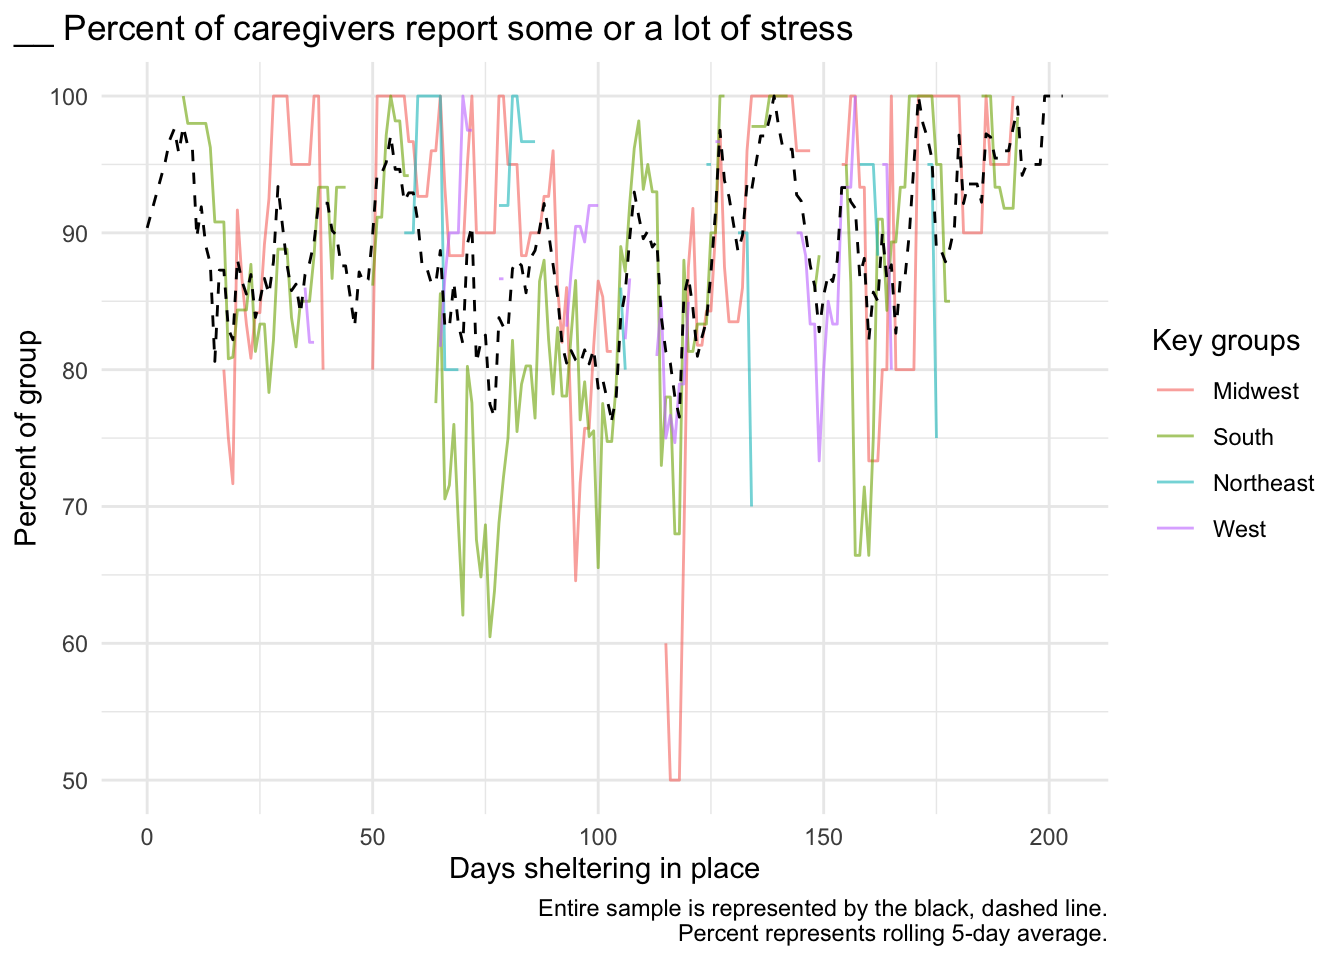 __ Percent of caregivers report some or a lot of stress
100
90
80
70
60
50
Percent of group
0 50 100 150 200
Days sheltering in place
Key groups
Midwest
South
Northeast
West
Entire sample is represented by the black, dashed line.
Percent represents rolling 5-day average.